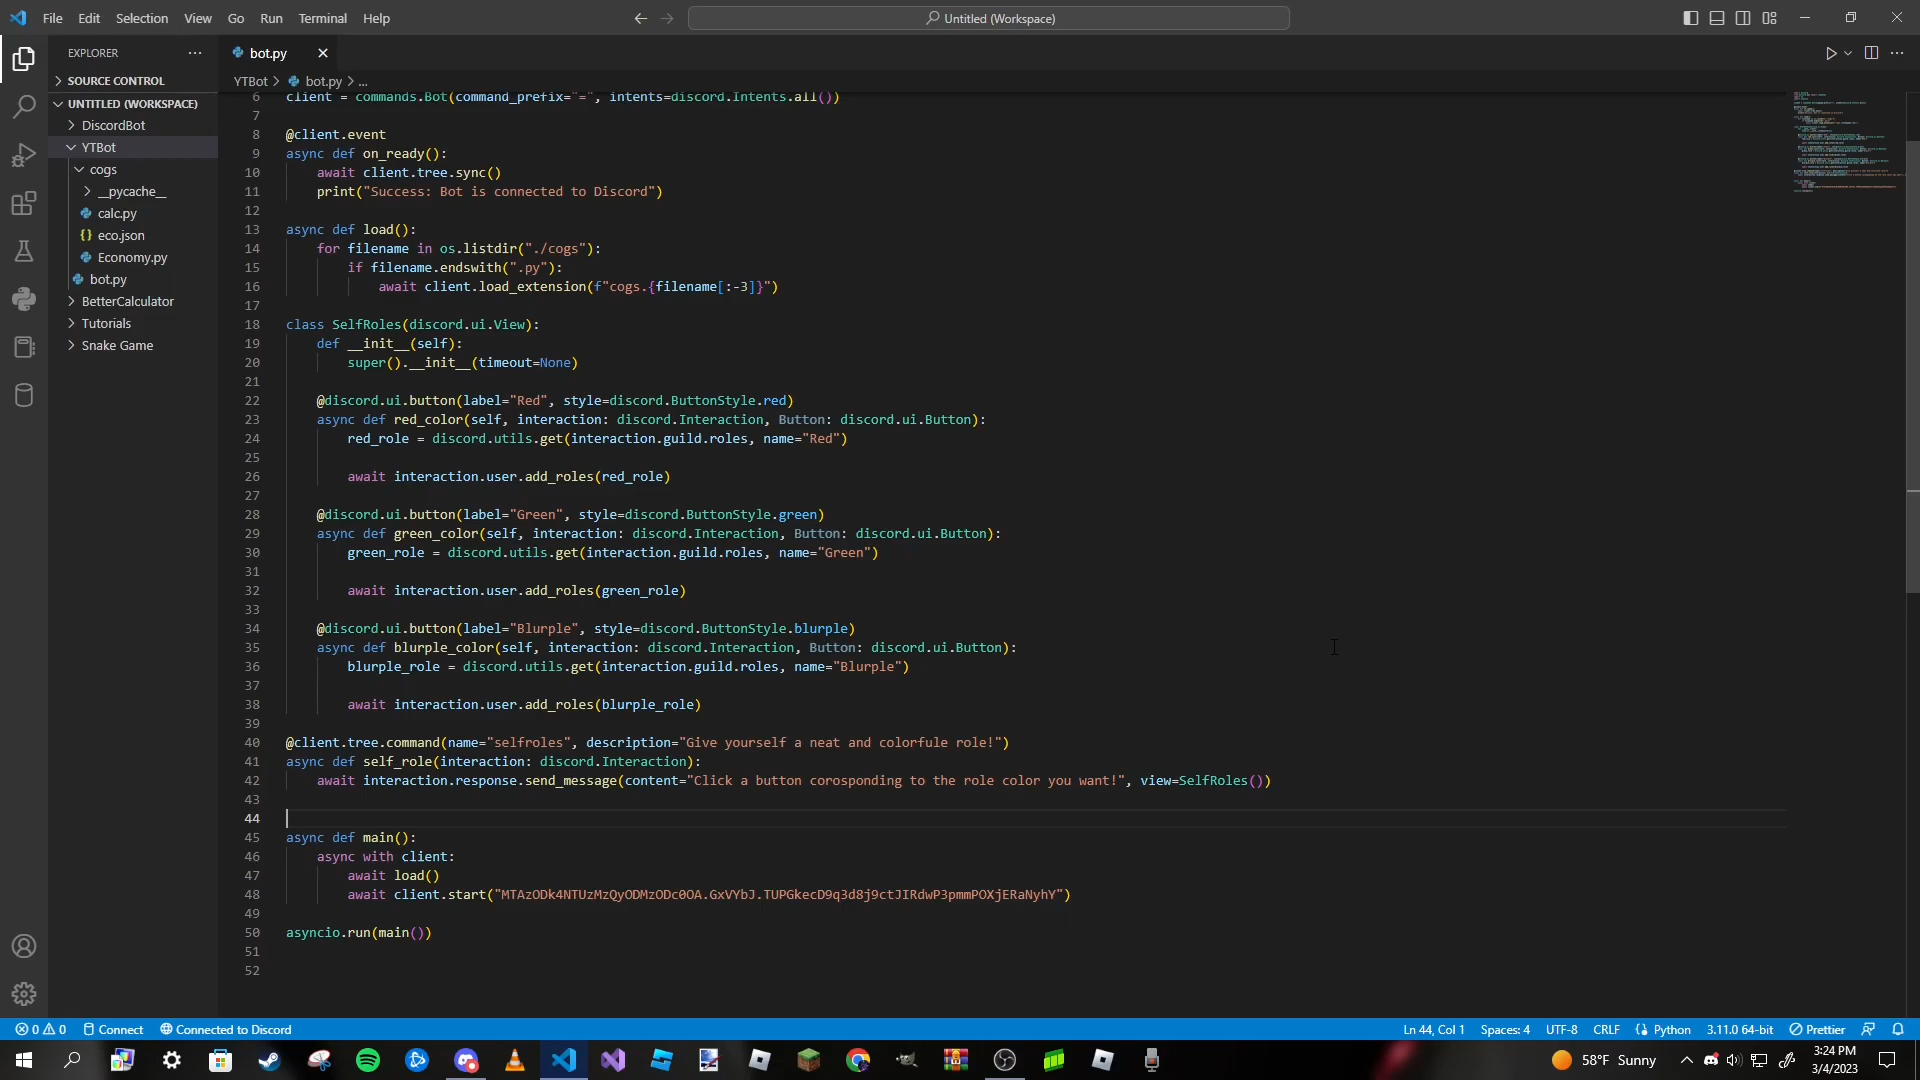 File Edit Selection View Go Run Terminal Help
Untitled (Workspace)
EXPLORER
SOURCE CONTROL
UNTITLED (WORKSPACE)
DiscordBot
YTBot
cogs
__pycache__
calc.py
eco.json
Economy.py
bot.py
BetterCalculator
Tutorials
Snake Game
bot.py
YTBot > bot.py > ...
6 client = commands.Bot(command_prefix="=", intents=discord.Intents.all())
7
8 @client.event
9 async def on_ready():
10 await client.tree.sync()
11 print("Success: Bot is connected to Discord")
12
13 async def load():
14 for filename in os.listdir("./cogs"):
15 if filename.endswith(".py"):
16 await client.load_extension(f"cogs.{filename[:-3]}")
17
18 class SelfRoles(discord.ui.View):
19 def __init__(self):
20 super().__init__(timeout=None)
21
22 @discord.ui.button(label="Red", style=discord.ButtonStyle.red)
23 async def red_color(self, interaction: discord.Interaction, Button: discord.ui.Button):
24 red_role = discord.utils.get(interaction.guild.roles, name="Red")
25
26 await interaction.user.add_roles(red_role)
27
28 @discord.ui.button(label="Green", style=discord.ButtonStyle.green)
29 async def green_color(self, interaction: discord.Interaction, Button: discord.ui.Button):
30 green_role = discord.utils.get(interaction.guild.roles, name="Green")
31
32 await interaction.user.add_roles(green_role)
33
34 @discord.ui.button(label="Blurple", style=discord.ButtonStyle.blurple)
35 async def blurple_color(self, interaction: discord.Interaction, Button: discord.ui.Button):
36 blurple_role = discord.utils.get(interaction.guild.roles, name="Blurple")
37
38 await interaction.user.add_roles(blurple_role)
39
40 @client.tree.command(name="selfroles", description="Give yourself a neat and colorfule role!")
41 async def self_role(interaction: discord.Interaction):
42 await interaction.response.send_message(content="Click a button corosponding to the role color you want!", view=SelfRoles())
43
44
45 async def main():
46 async with client:
47 await load()
48 await client.start("MTAzODk4NTUzMzQyODMzODc0OA.GxVYbJ.TUPGkecD9q3d8j9ctJIRdwP3pmmPOXjERaNyhY")
49
50 asyncio.run(main())
51
52
0 0 Connect Connected to Discord Ln 44, Col 1 Spaces: 4 UTF-8 CRLF Python 3.11.0 64-bit Prettier
58°F Sunny 3:24 PM
3/4/2023